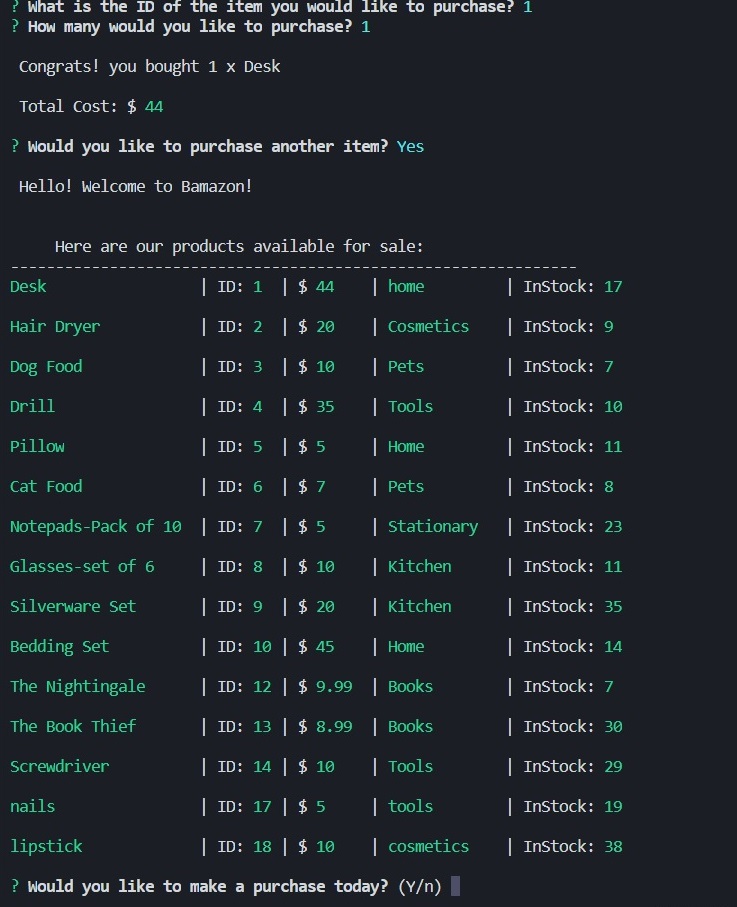 ? What is the ID of the item you would like to purchase? 1
? How many would you like to purchase? 1
Congrats! you bought 1 x Desk
Total Cost: $ 44
? Would you like to purchase another item? Yes
Hello! Welcome to Bamazon!
Here are our products available for sale:
---------------------------------------------------------------
Desk | ID: 1 | $ 44 | home | InStock: 17
Hair Dryer | ID: 2 | $ 20 | Cosmetics | InStock: 9
Dog Food | ID: 3 | $ 10 | Pets | InStock: 7
Drill | ID: 4 | $ 35 | Tools | InStock: 10
Pillow | ID: 5 | $ 5 | Home | InStock: 11
Cat Food | ID: 6 | $ 7 | Pets | InStock: 8
Notepads-Pack of 10 | ID: 7 | $ 5 | Stationary | InStock: 23
Glasses-set of 6 | ID: 8 | $ 10 | Kitchen | InStock: 11
Silverware Set | ID: 9 | $ 20 | Kitchen | InStock: 35
Bedding Set | ID: 10 | $ 45 | Home | InStock: 14
The Nightingale | ID: 12 | $ 9.99 | Books | InStock: 7
The Book Thief | ID: 13 | $ 8.99 | Books | InStock: 30
Screwdriver | ID: 14 | $ 10 | Tools | InStock: 29
nails | ID: 17 | $ 5 | tools | InStock: 19
lipstick | ID: 18 | $ 10 | cosmetics | InStock: 38
? Would you like to make a purchase today? (Y/n)